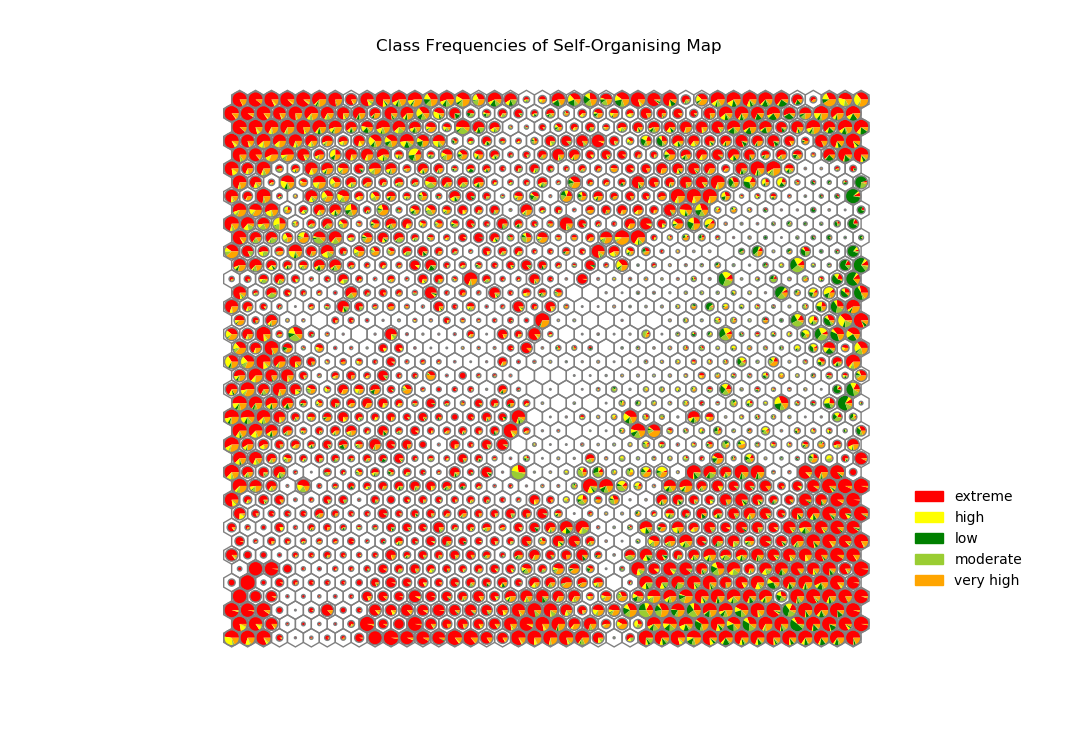 Class Frequencies of Self-Organising Map
extreme
high
low
moderate
very high